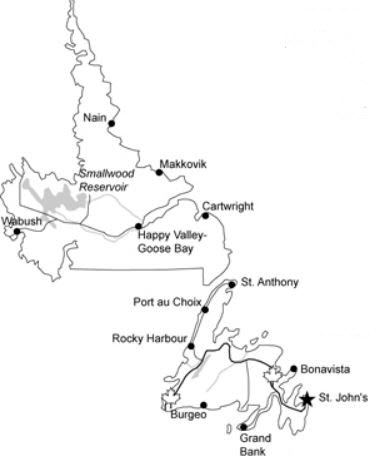 Nain
Makkovik
Smallwood
Reservoir
Cartwright
Wabush
Happy Valley-
Goose Bay
St. Anthony
Port au Choix
Rocky Harbour
Bonavista
St. John's
Burgeo
Grand
Bank